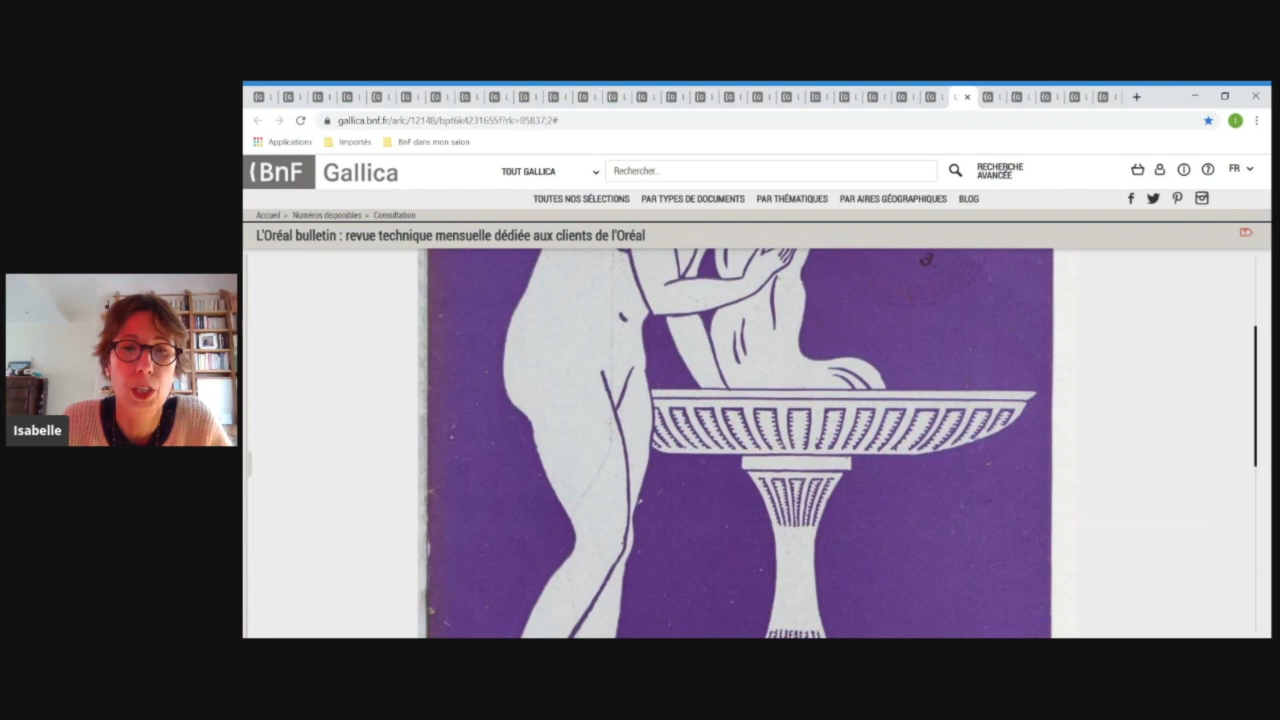 gallica.bnf.fr/ark:/12148/bpt6k4231655f?rk=85837;2#
Applications Importés BnF dans mon salon
(BnF Gallica TOUT GALLICA Rechercher... RECHERCHE AVANCÉE FR
TOUTES NOS SÉLECTIONS PAR TYPES DE DOCUMENTS PAR THÉMATIQUES PAR AIRES GÉOGRAPHIQUES BLOG
Accueil > Numéros disponibles > Consultation
L'Oréal bulletin : revue technique mensuelle dédiée aux clients de l'Oréal
3.
Isabelle